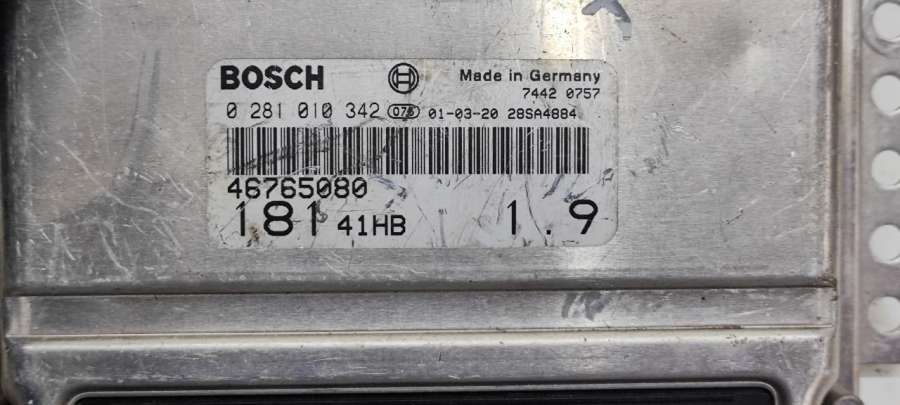 BOSCH Made in Germany
7442 0757
0 281 010 342 076 01-03-20 28SA4884
46765080
181 41HB 1.9